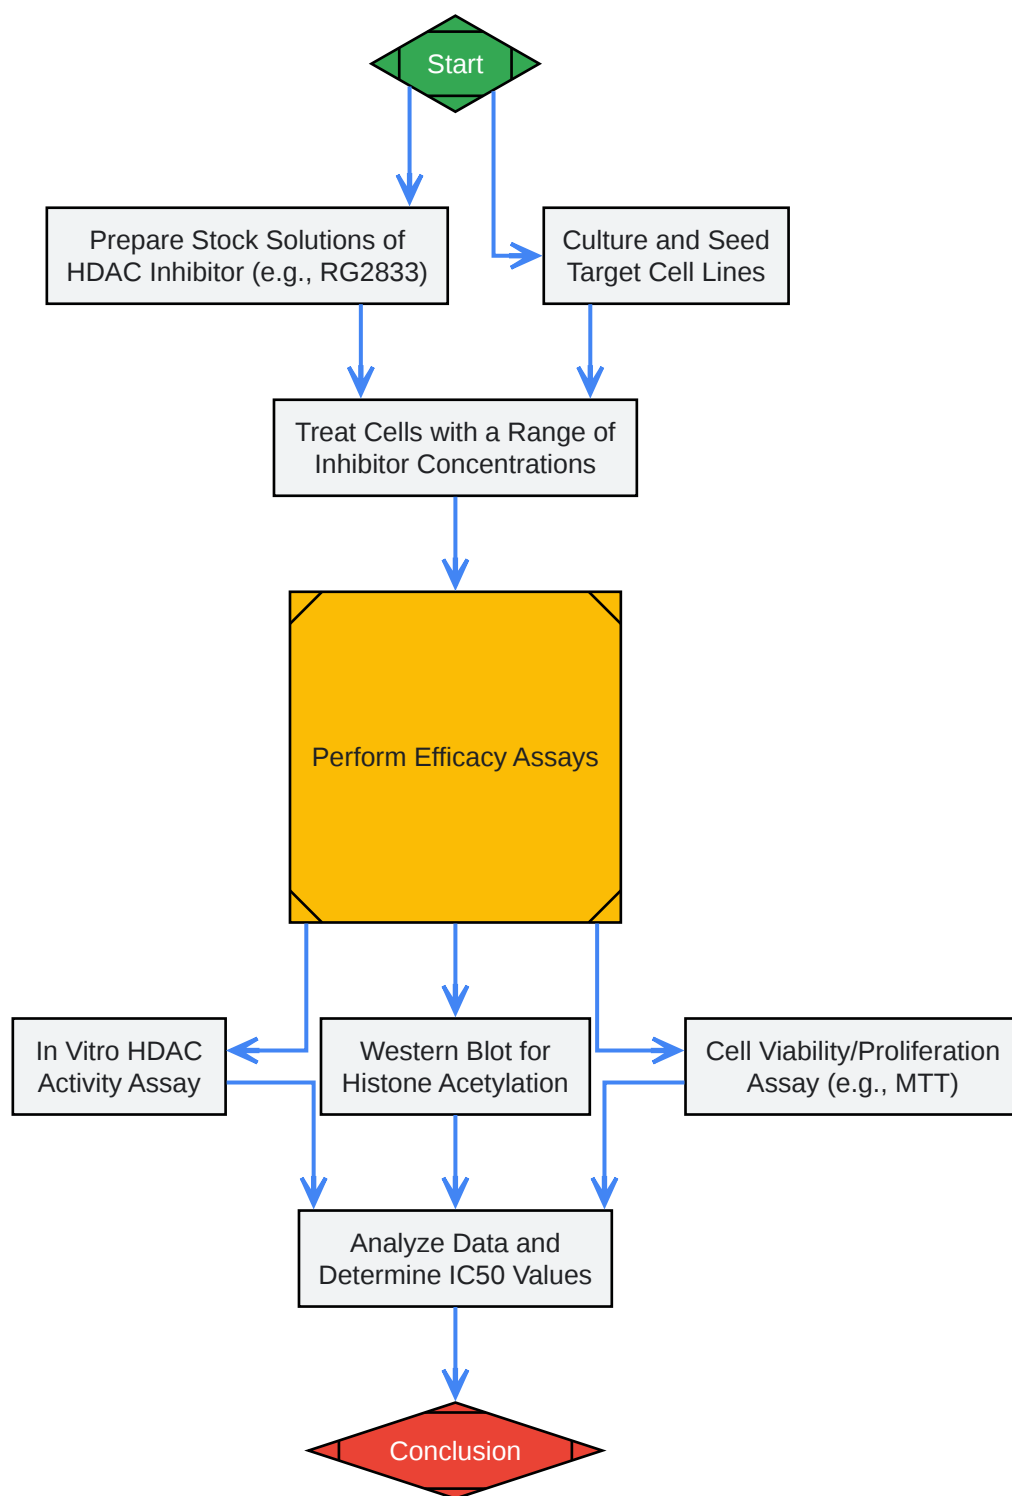 Start
Prepare Stock Solutions of
HDAC Inhibitor (e.g., RG2833)
Culture and Seed
Target Cell Lines
Treat Cells with a Range of
Inhibitor Concentrations
Perform Efficacy Assays
In Vitro HDAC
Activity Assay
Western Blot for
Histone Acetylation
Cell Viability/Proliferation
Assay (e.g., MTT)
Analyze Data and
Determine IC50 Values
Conclusion